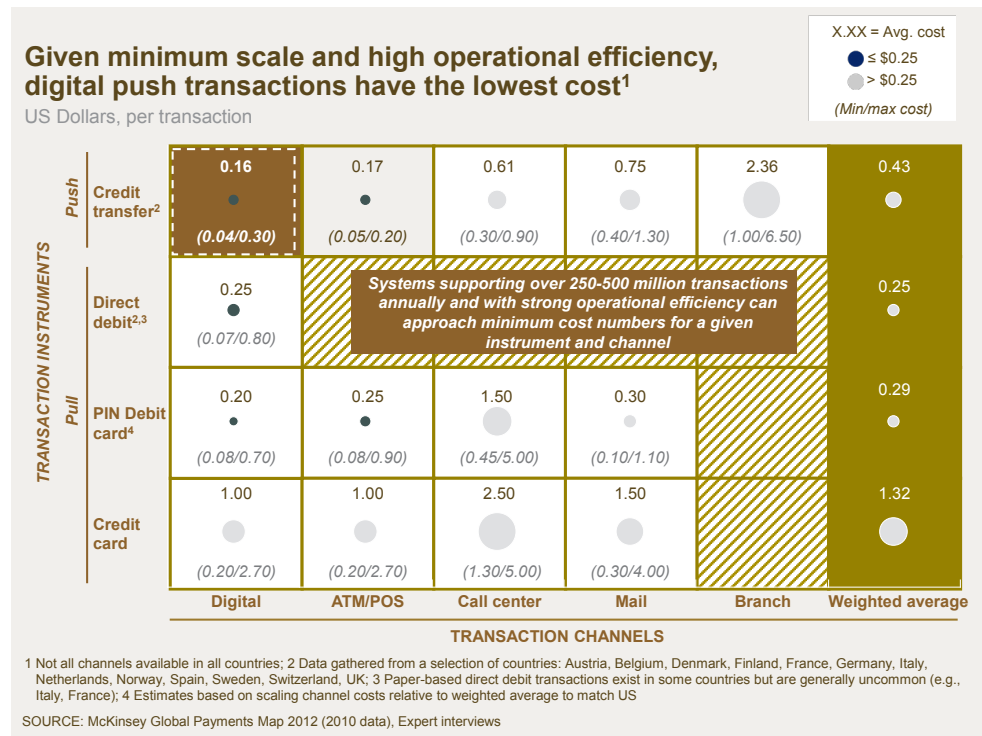 Given minimum scale and high operational efficiency,
digital push transactions have the lowest cost1
US Dollars, per transaction
X.XX = Avg. cost
≤ $0.25
> $0.25
(Min/max cost)
TRANSACTION INSTRUMENTS
Push
Credit
transfer2
0.16
(0.04/0.30)
0.17
(0.05/0.20)
0.61
(0.30/0.90)
0.75
(0.40/1.30)
2.36
(1.00/6.50)
0.43
Pull
Direct
debit2,3
0.25
(0.07/0.80)
Systems supporting over 250-500 million transactions
annually and with strong operational efficiency can
approach minimum cost numbers for a given
instrument and channel
0.25
PIN Debit
card4
0.20
(0.08/0.70)
0.25
(0.08/0.90)
1.50
(0.45/5.00)
0.30
(0.10/1.10)
0.29
Credit
card
1.00
(0.20/2.70)
1.00
(0.20/2.70)
2.50
(1.30/5.00)
1.50
(0.30/4.00)
1.32
Digital
ATM/POS
Call center
Mail
Branch
Weighted average
TRANSACTION CHANNELS
1 Not all channels available in all countries; 2 Data gathered from a selection of countries: Austria, Belgium, Denmark, Finland, France, Germany, Italy,
Netherlands, Norway, Spain, Sweden, Switzerland, UK; 3 Paper-based direct debit transactions exist in some countries but are generally uncommon (e.g.,
Italy, France); 4 Estimates based on scaling channel costs relative to weighted average to match US
SOURCE: McKinsey Global Payments Map 2012 (2010 data), Expert interviews